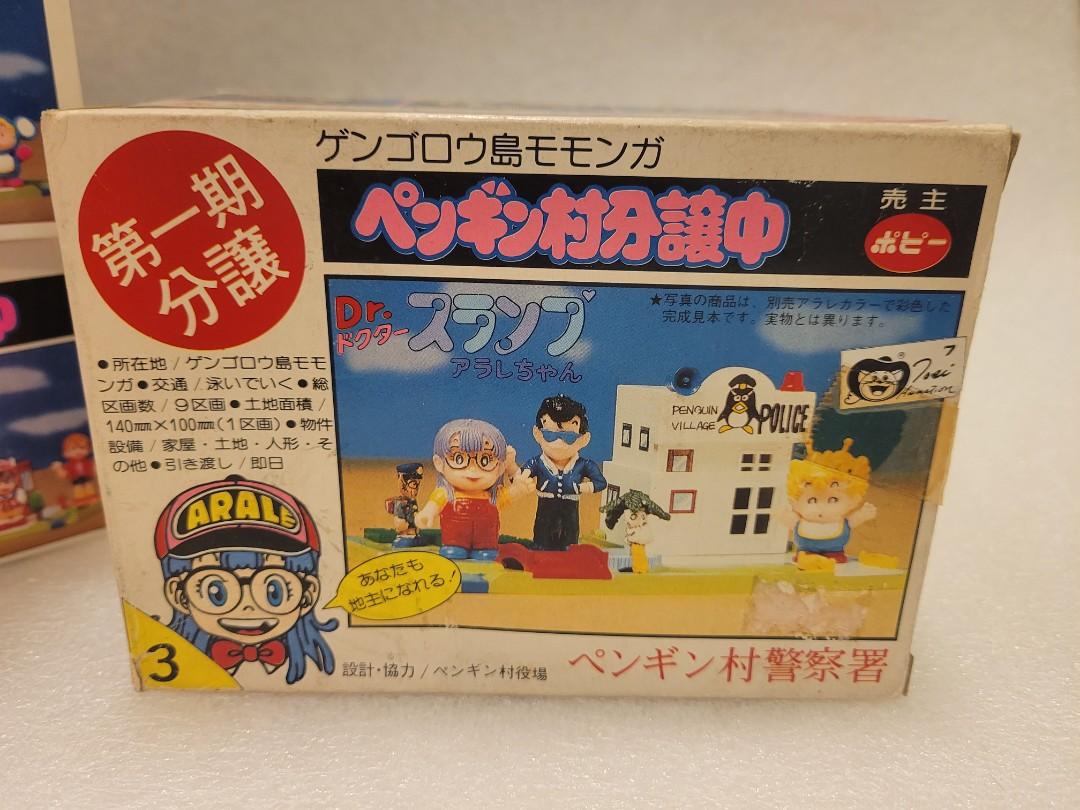 ゲンゴロウ島モモンガ
第一期
分譲
ペンギン村分譲中
売主
ポピー
Dr.
ドクター
スランプ
アラレちゃん
★写真の商品は、別売アラレカラーで彩色した
完成見本です。実物とは異ります。
フ
PENGUIN
VILLAGE
POLICE
●所在地/ゲンゴロウ島モモ
ンガ●交通/泳いでいく●総
区画数/9区画●土地面積/
140㎜×100㎜(1区画)●物件
設備/家屋・土地・人形・そ
の他●引き渡し/即日
ARALE
あなたも
地主になれる!
3
設計・協力/ペンギン村役場
ペンギン村警察署